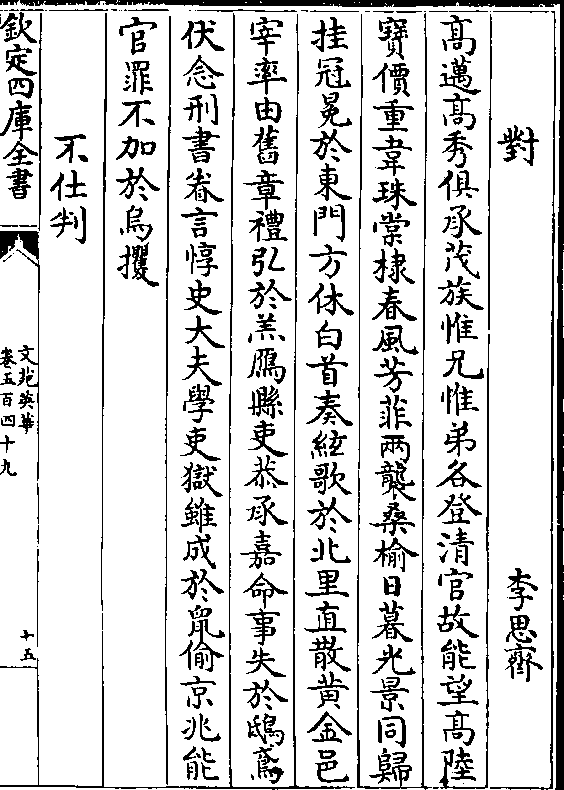 對 李思齊
高邁高秀俱承茂族惟兄惟弟各登清官故能望高陸
寶價重韋珠棠棣春風芳菲兩襲桑榆日暮光景同歸
挂冠冕於東門方休白首奏絃歌於北里直散黄金邑
宰率由舊章禮弘於羔鴈縣吏恭承嘉命事失於鴟鳶
伏念刑書眷言惇史大夫學吏獄雖成於䑕偷京兆能
官罪不加於烏攫
不仕判
欽定四庫全書
文苑英華
卷五百四十九
十五